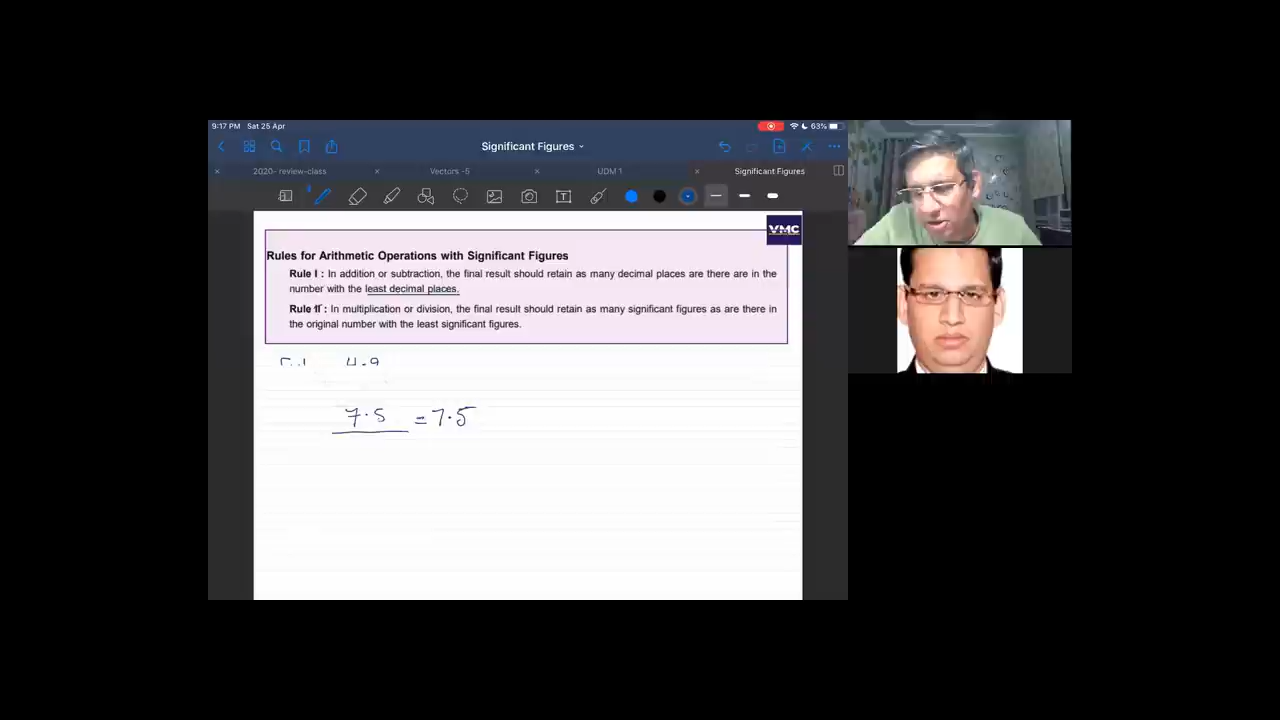 9:17 PM Sat 25 Apr
63%
Significant Figures
2020- review-class
Vectors -5
UDM 1
Significant Figures
VMC
Rules for Arithmetic Operations with Significant Figures
Rule I : In addition or subtraction, the final result should retain as many decimal places are there are in the
number with the least decimal places.
Rule II : In multiplication or division, the final result should retain as many significant figures as are there in
the original number with the least significant figures.
7.5 = 7.5